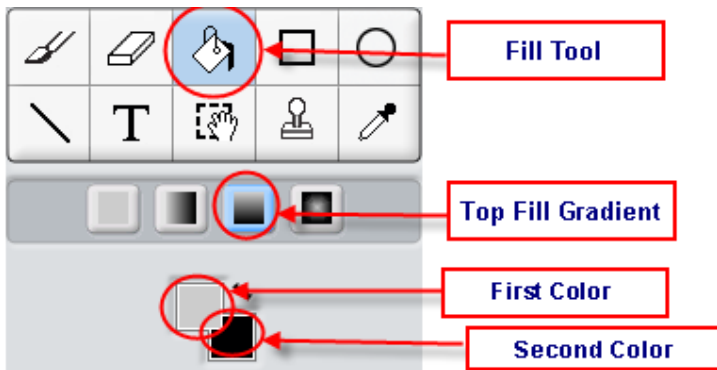 Fill Tool
T
Top Fill Gradient
First Color
Second Color